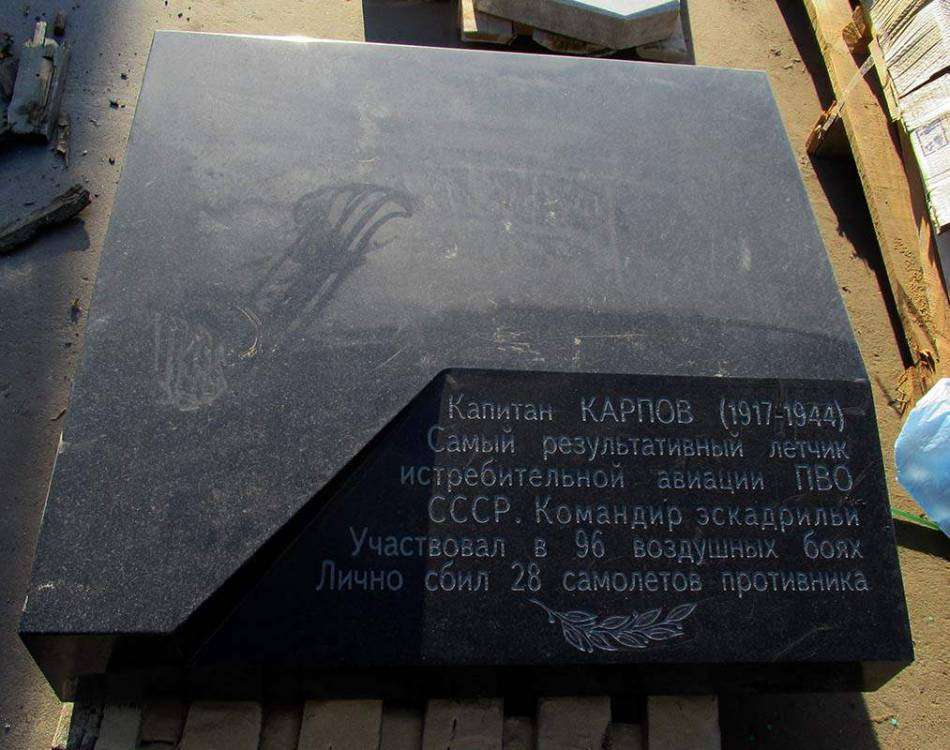 Капитан КАРПОВ (1917-1944)
Самый результативный летчик
истребительной авиации ПВО
СССР. Командир эскадрильи
Участвовал в 96 воздушных боях
Лично сбил 28 самолетов противника